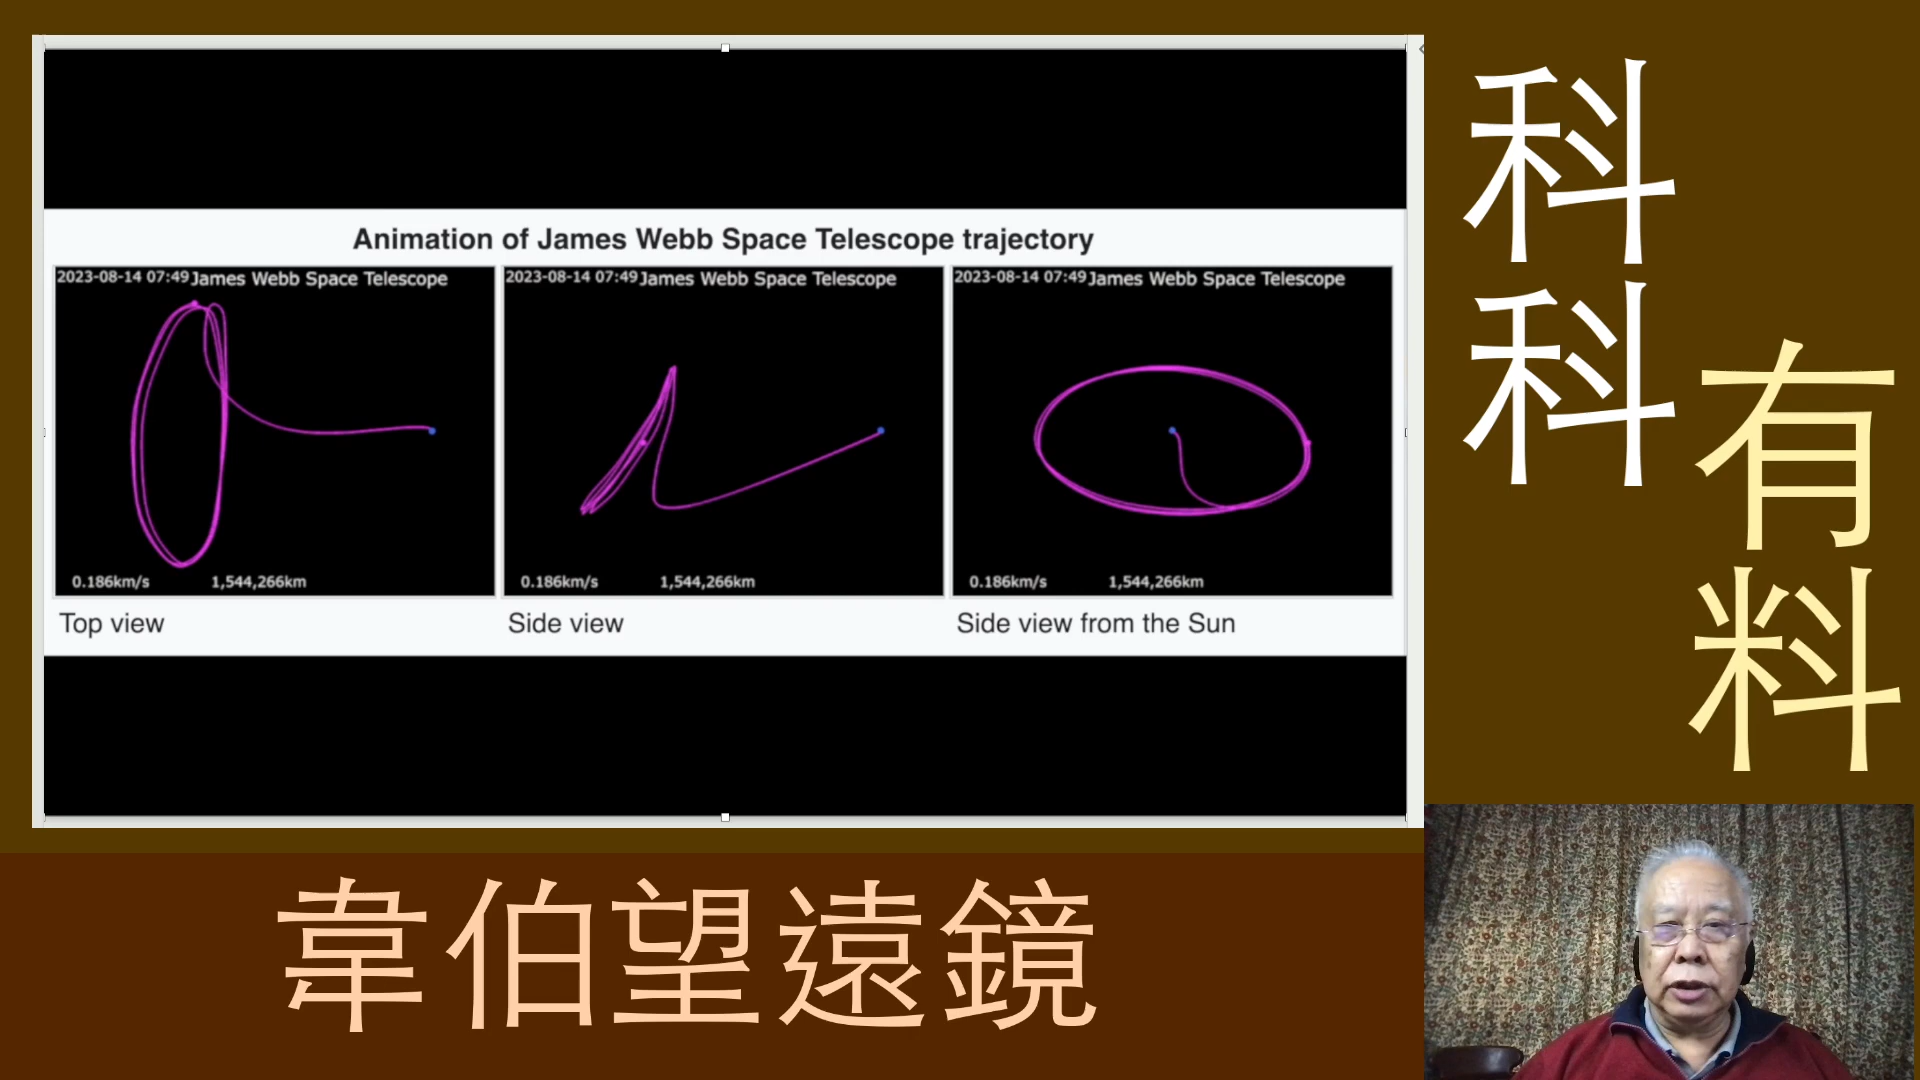 Animation of James Webb Space Telescope trajectory
2023-08-14 07:49 James Webb Space Telescope
0.186km/s 1,544,266km
Top view
2023-08-14 07:49 James Webb Space Telescope
0.186km/s 1,544,266km
Side view
2023-08-14 07:49 James Webb Space Telescope
0.186km/s 1,544,266km
Side view from the Sun
科科
有料
韋伯望遠鏡